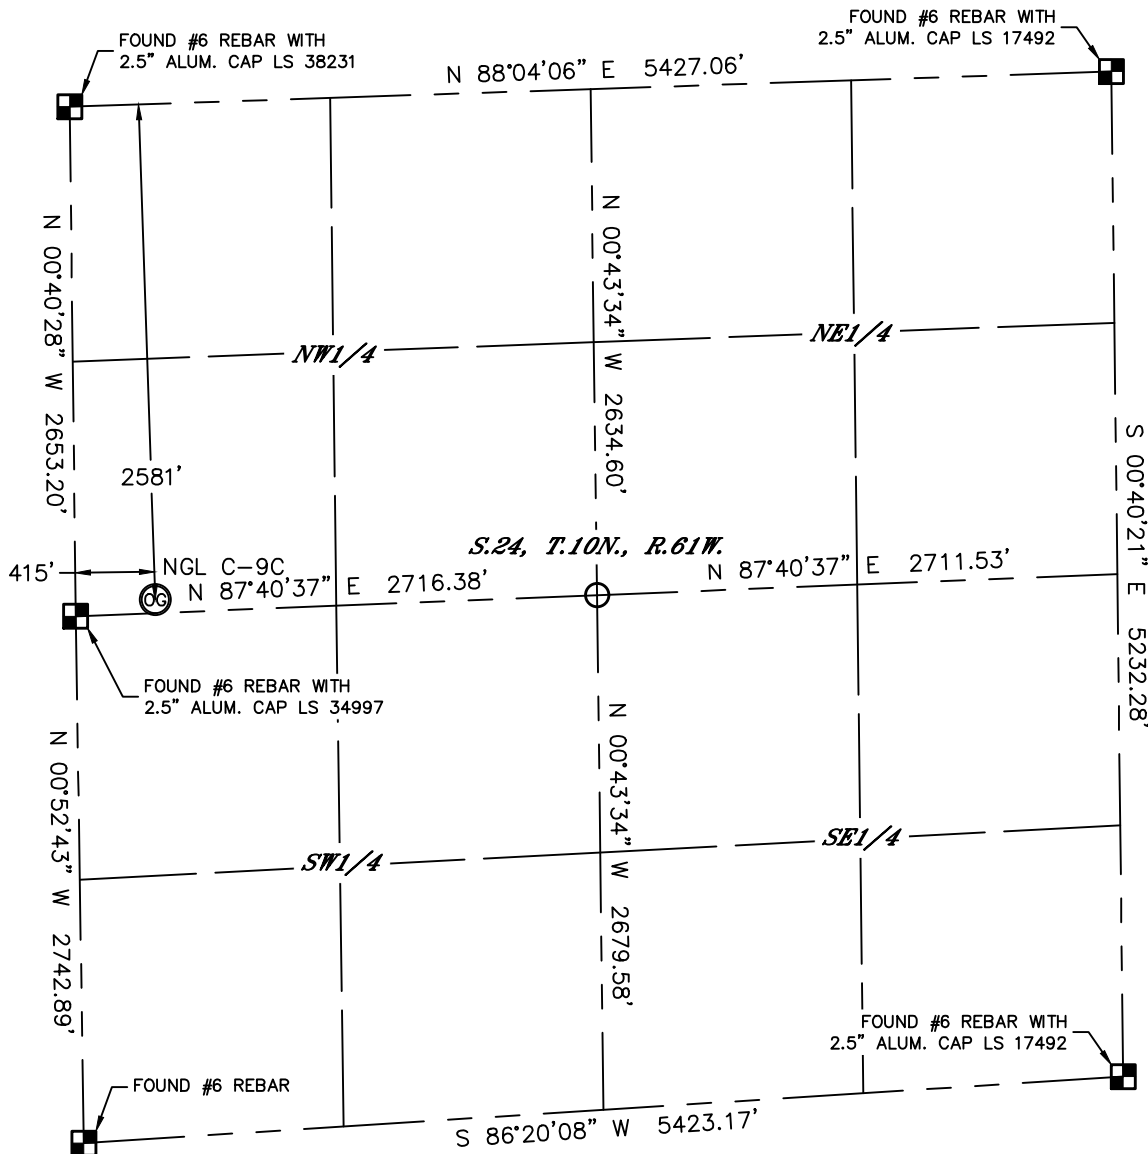 FOUND #6 REBAR WITH
2.5" ALUM. CAP LS 38231
FOUND #6 REBAR WITH
2.5" ALUM. CAP LS 17492
N 88°04'06" E 5427.06'
N 00°40'28" W 2653.20'
N 00°43'34" W 2634.60'
NW1/4
NE1/4
2581'
S 00°40'21" E 5232.28'
S.24, T.10N., R.61W.
415'
NGL C-9C
OG
N 87°40'37" E 2716.38'
N 87°40'37" E 2711.53'
FOUND #6 REBAR WITH
2.5" ALUM. CAP LS 34997
N 00°52'43" W 2742.89'
N 00°43'34" W 2679.58'
SW1/4
SE1/4
FOUND #6 REBAR WITH
2.5" ALUM. CAP LS 17492
FOUND #6 REBAR
S 86°20'08" W 5423.17'